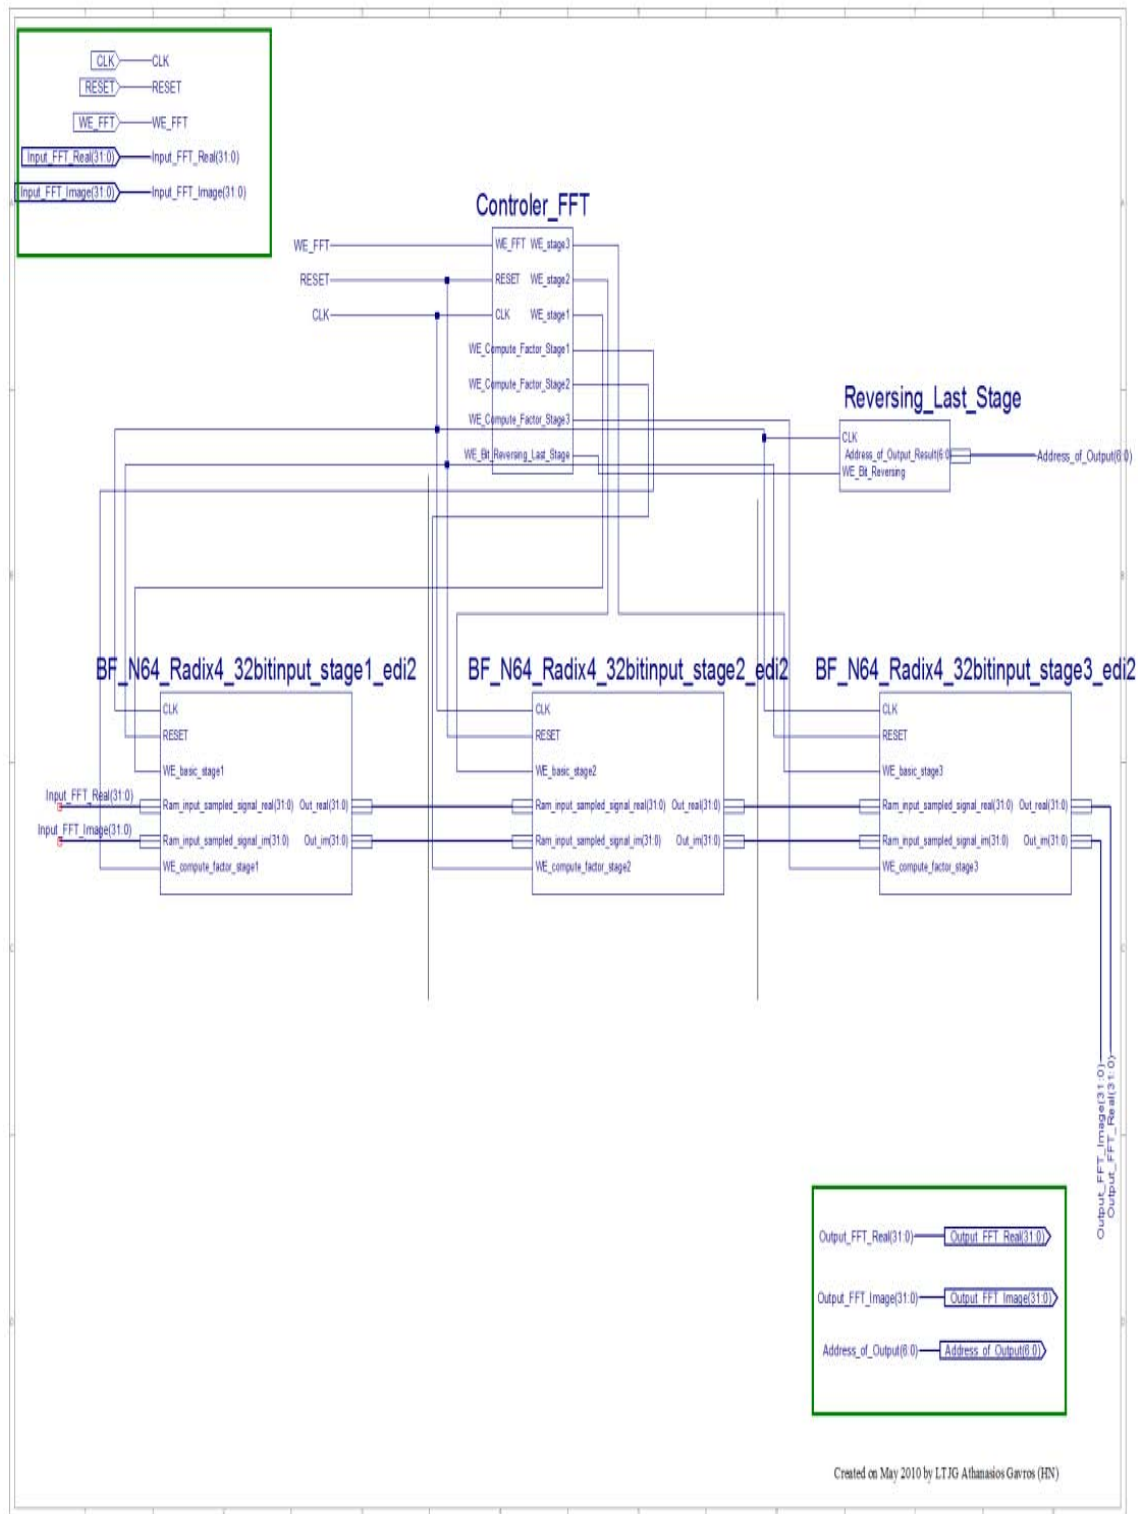 CLK CLK
RESET RESET
WE_FFT WE_FFT
Input_FFT_Real(31:0) Input_FFT_Real(31:0)
Input_FFT_Image(31:0) Input_FFT_Image(31:0)
Controler_FFT
WE_FFT WE_FFT WE_stage3
RESET RESET WE_stage2
CLK CLK WE_stage1
WE_Compute_Factor_Stage1
WE_Compute_Factor_Stage2
WE_Compute_Factor_Stage3
WE_Bit_Reversing_Last_Stage
Reversing_Last_Stage
CLK
Address_of_Output_Result(6:0) Address_of_Output(6:0)
WE_Bit_Reversing
BF_N64_Radix4_32bitinput_stage1_edi2
CLK
RESET
WE_basic_stage1
Input_FFT_Real(31:0) Ram_input_sampled_signal_real(31:0) Out_real(31:0)
Input_FFT_Image(31:0) Ram_input_sampled_signal_im(31:0) Out_im(31:0)
WE_compute_factor_stage1
BF_N64_Radix4_32bitinput_stage2_edi2
CLK
RESET
WE_basic_stage2
Ram_input_sampled_signal_real(31:0) Out_real(31:0)
Ram_input_sampled_signal_im(31:0) Out_im(31:0)
WE_compute_factor_stage2
BF_N64_Radix4_32bitinput_stage3_edi2
CLK
RESET
WE_basic_stage3
Ram_input_sampled_signal_real(31:0) Out_real(31:0)
Ram_input_sampled_signal_im(31:0) Out_im(31:0)
WE_compute_factor_stage3
Output_FFT_Image(31:0)
Output_FFT_Real(31:0)
Output_FFT_Real(31:0) Output_FFT_Real(31:0)
Output_FFT_Image(31:0) Output_FFT_Image(31:0)
Address_of_Output(6:0) Address_of_Output(6:0)
Created on May 2010 by LTJG Athanasios Gavros (HN)